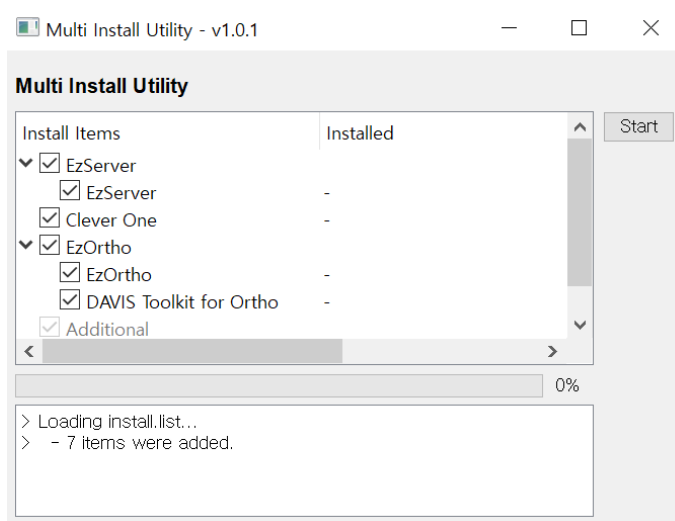 Multi Install Utility - v1.0.1
Multi Install Utility
Install Items Installed
Start
EzServer
EzServer -
Clever One -
EzOrtho
EzOrtho -
DAVIS Toolkit for Ortho -
Additional
0%
> Loading install.list...
> - 7 items were added.